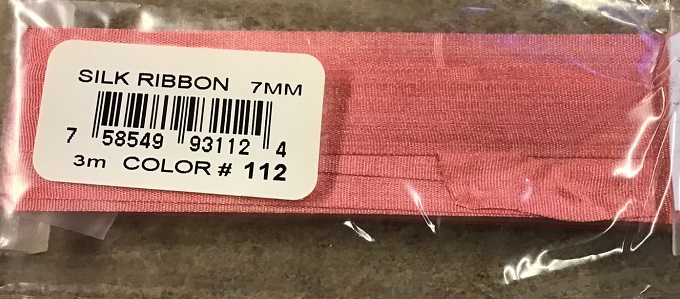 SILK RIBBON 7MM
7 58549 93112 4
3m COLOR # 112